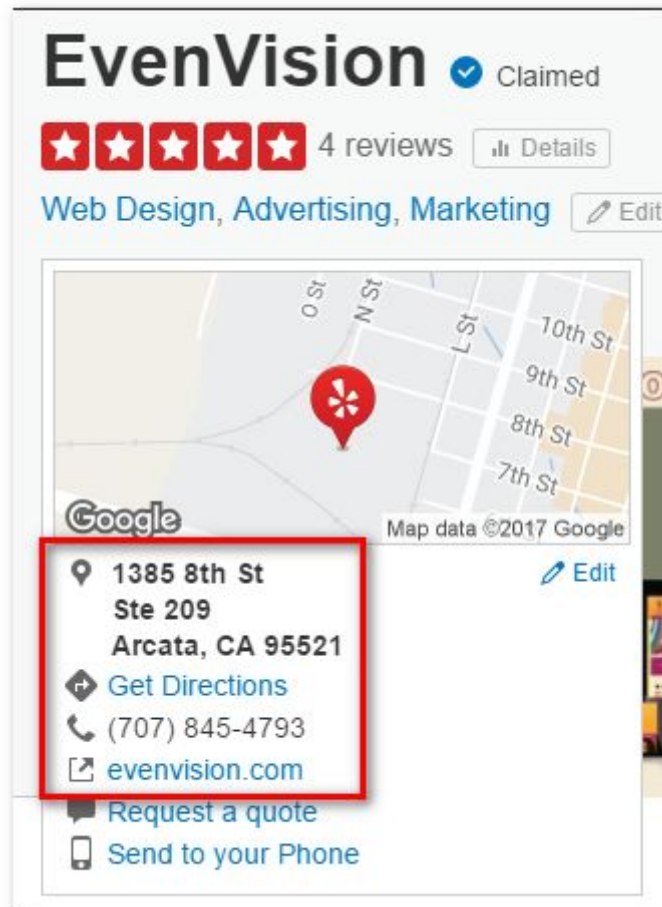 EvenVision Claimed
4 reviews Details
Web Design, Advertising, Marketing Edit
O St
N St
L St
10th St
9th St
8th St
7th St
Google
Map data ©2017 Google
1385 8th St
Edit
Ste 209
Arcata, CA 95521
Get Directions
(707) 845-4793
evenvision.com
Request a quote
Send to your Phone